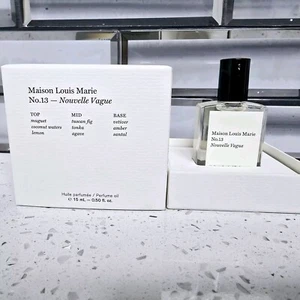 Maison Louis Marie
No.13 — Nouvelle Vague
TOP MID BASE
muguet tuscan fig vetiver
coconut waters tonka amber
lemon agave santal
Huile parfumée / Perfume oil
℮ 15 mL – 0.50 fl. oz.
Maison Louis Marie
No.13
Nouvelle Vague